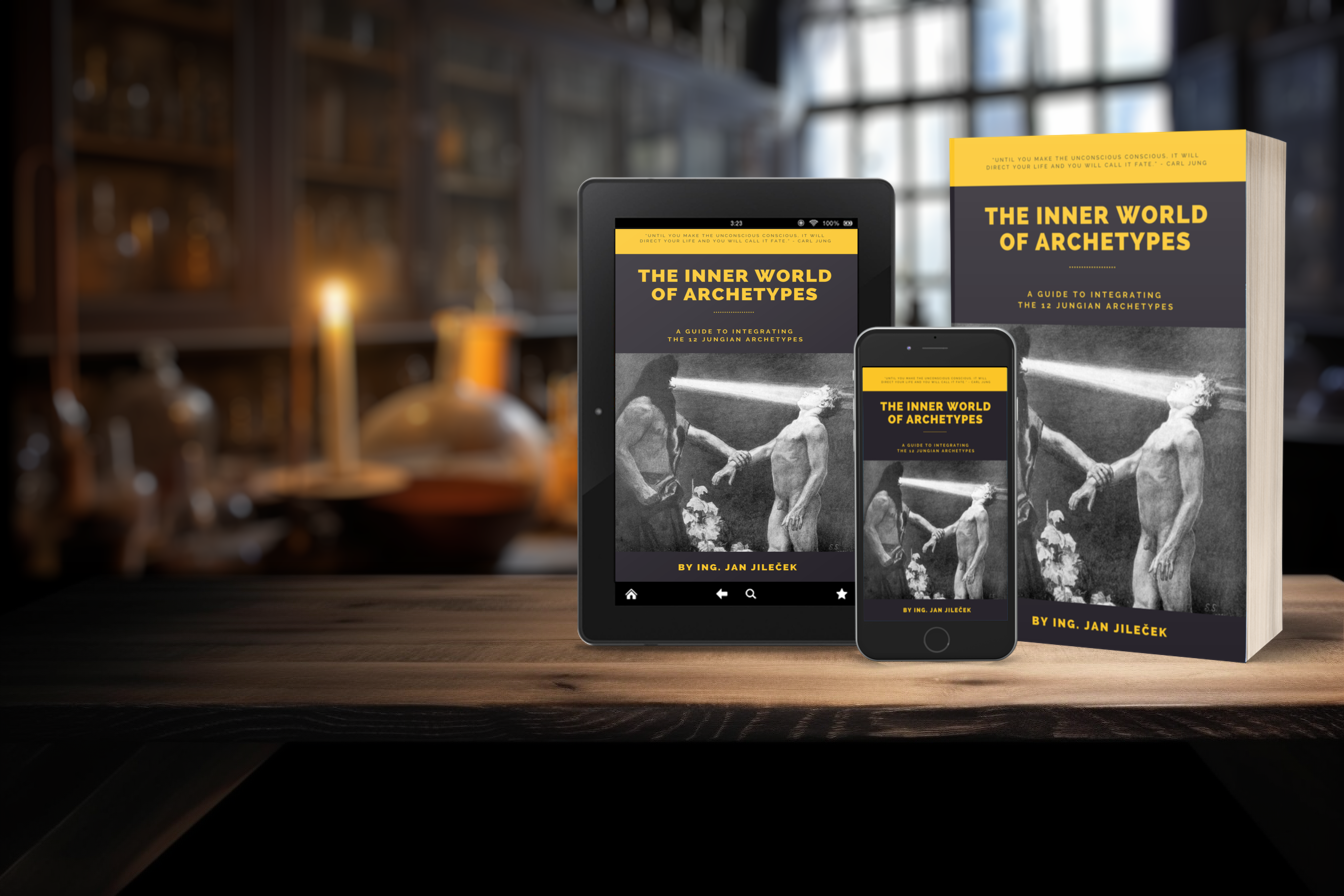 3:23
100%
"UNTIL YOU MAKE THE UNCONSCIOUS CONSCIOUS, IT WILL
DIRECT YOUR LIFE AND YOU WILL CALL IT FATE." - CARL JUNG
THE INNER WORLD
OF ARCHETYPES
A GUIDE TO INTEGRATING
THE 12 JUNGIAN ARCHETYPES
BY ING. JAN JILEČEK
"UNTIL YOU MAKE THE UNCONSCIOUS CONSCIOUS, IT WILL
DIRECT YOUR LIFE AND YOU WILL CALL IT FATE." - CARL JUNG
THE INNER WORLD
OF ARCHETYPES
A GUIDE TO INTEGRATING
THE 12 JUNGIAN ARCHETYPES
BY ING. JAN JILEČEK
"UNTIL YOU MAKE THE UNCONSCIOUS CONSCIOUS, IT WILL
DIRECT YOUR LIFE AND YOU WILL CALL IT FATE." - CARL JUNG
THE INNER WORLD
OF ARCHETYPES
A GUIDE TO INTEGRATING
THE 12 JUNGIAN ARCHETYPES
BY ING. JAN JILEČEK